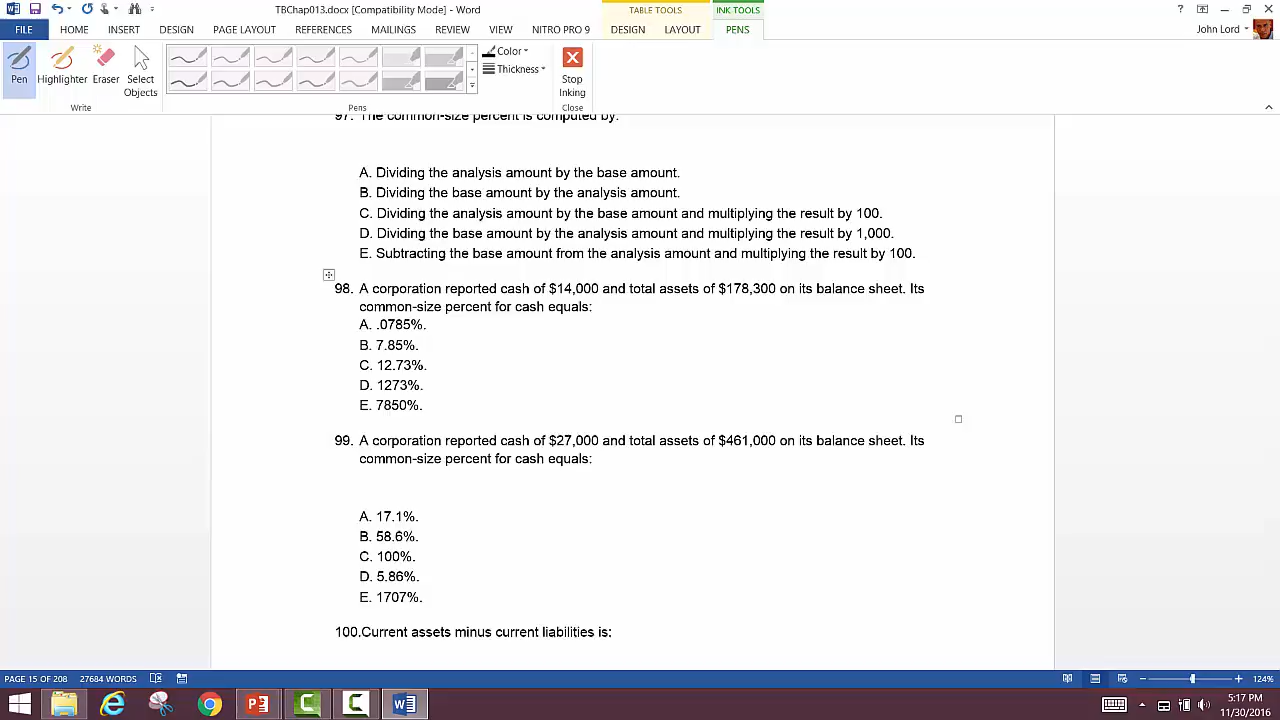 TBChap013.docx [Compatibility Mode] - Word
TABLE TOOLS
INK TOOLS
FILE
HOME
INSERT
DESIGN
PAGE LAYOUT
REFERENCES
MAILINGS
REVIEW
VIEW
NITRO PRO 9
DESIGN
LAYOUT
PENS
John Lord
Pen
Highlighter
Eraser
Select
Objects
Color
Thickness
Stop
Inking
Write
Pens
Close
97. The common-size percent is computed by:
A. Dividing the analysis amount by the base amount.
B. Dividing the base amount by the analysis amount.
C. Dividing the analysis amount by the base amount and multiplying the result by 100.
D. Dividing the base amount by the analysis amount and multiplying the result by 1,000.
E. Subtracting the base amount from the analysis amount and multiplying the result by 100.
98. A corporation reported cash of $14,000 and total assets of $178,300 on its balance sheet. Its
common-size percent for cash equals:
A. .0785%.
B. 7.85%.
C. 12.73%.
D. 1273%.
E. 7850%.
99. A corporation reported cash of $27,000 and total assets of $461,000 on its balance sheet. Its
common-size percent for cash equals:
A. 17.1%.
B. 58.6%.
C. 100%.
D. 5.86%.
E. 1707%.
100.Current assets minus current liabilities is:
PAGE 15 OF 208
27684 WORDS
124%
5:17 PM
11/30/2016